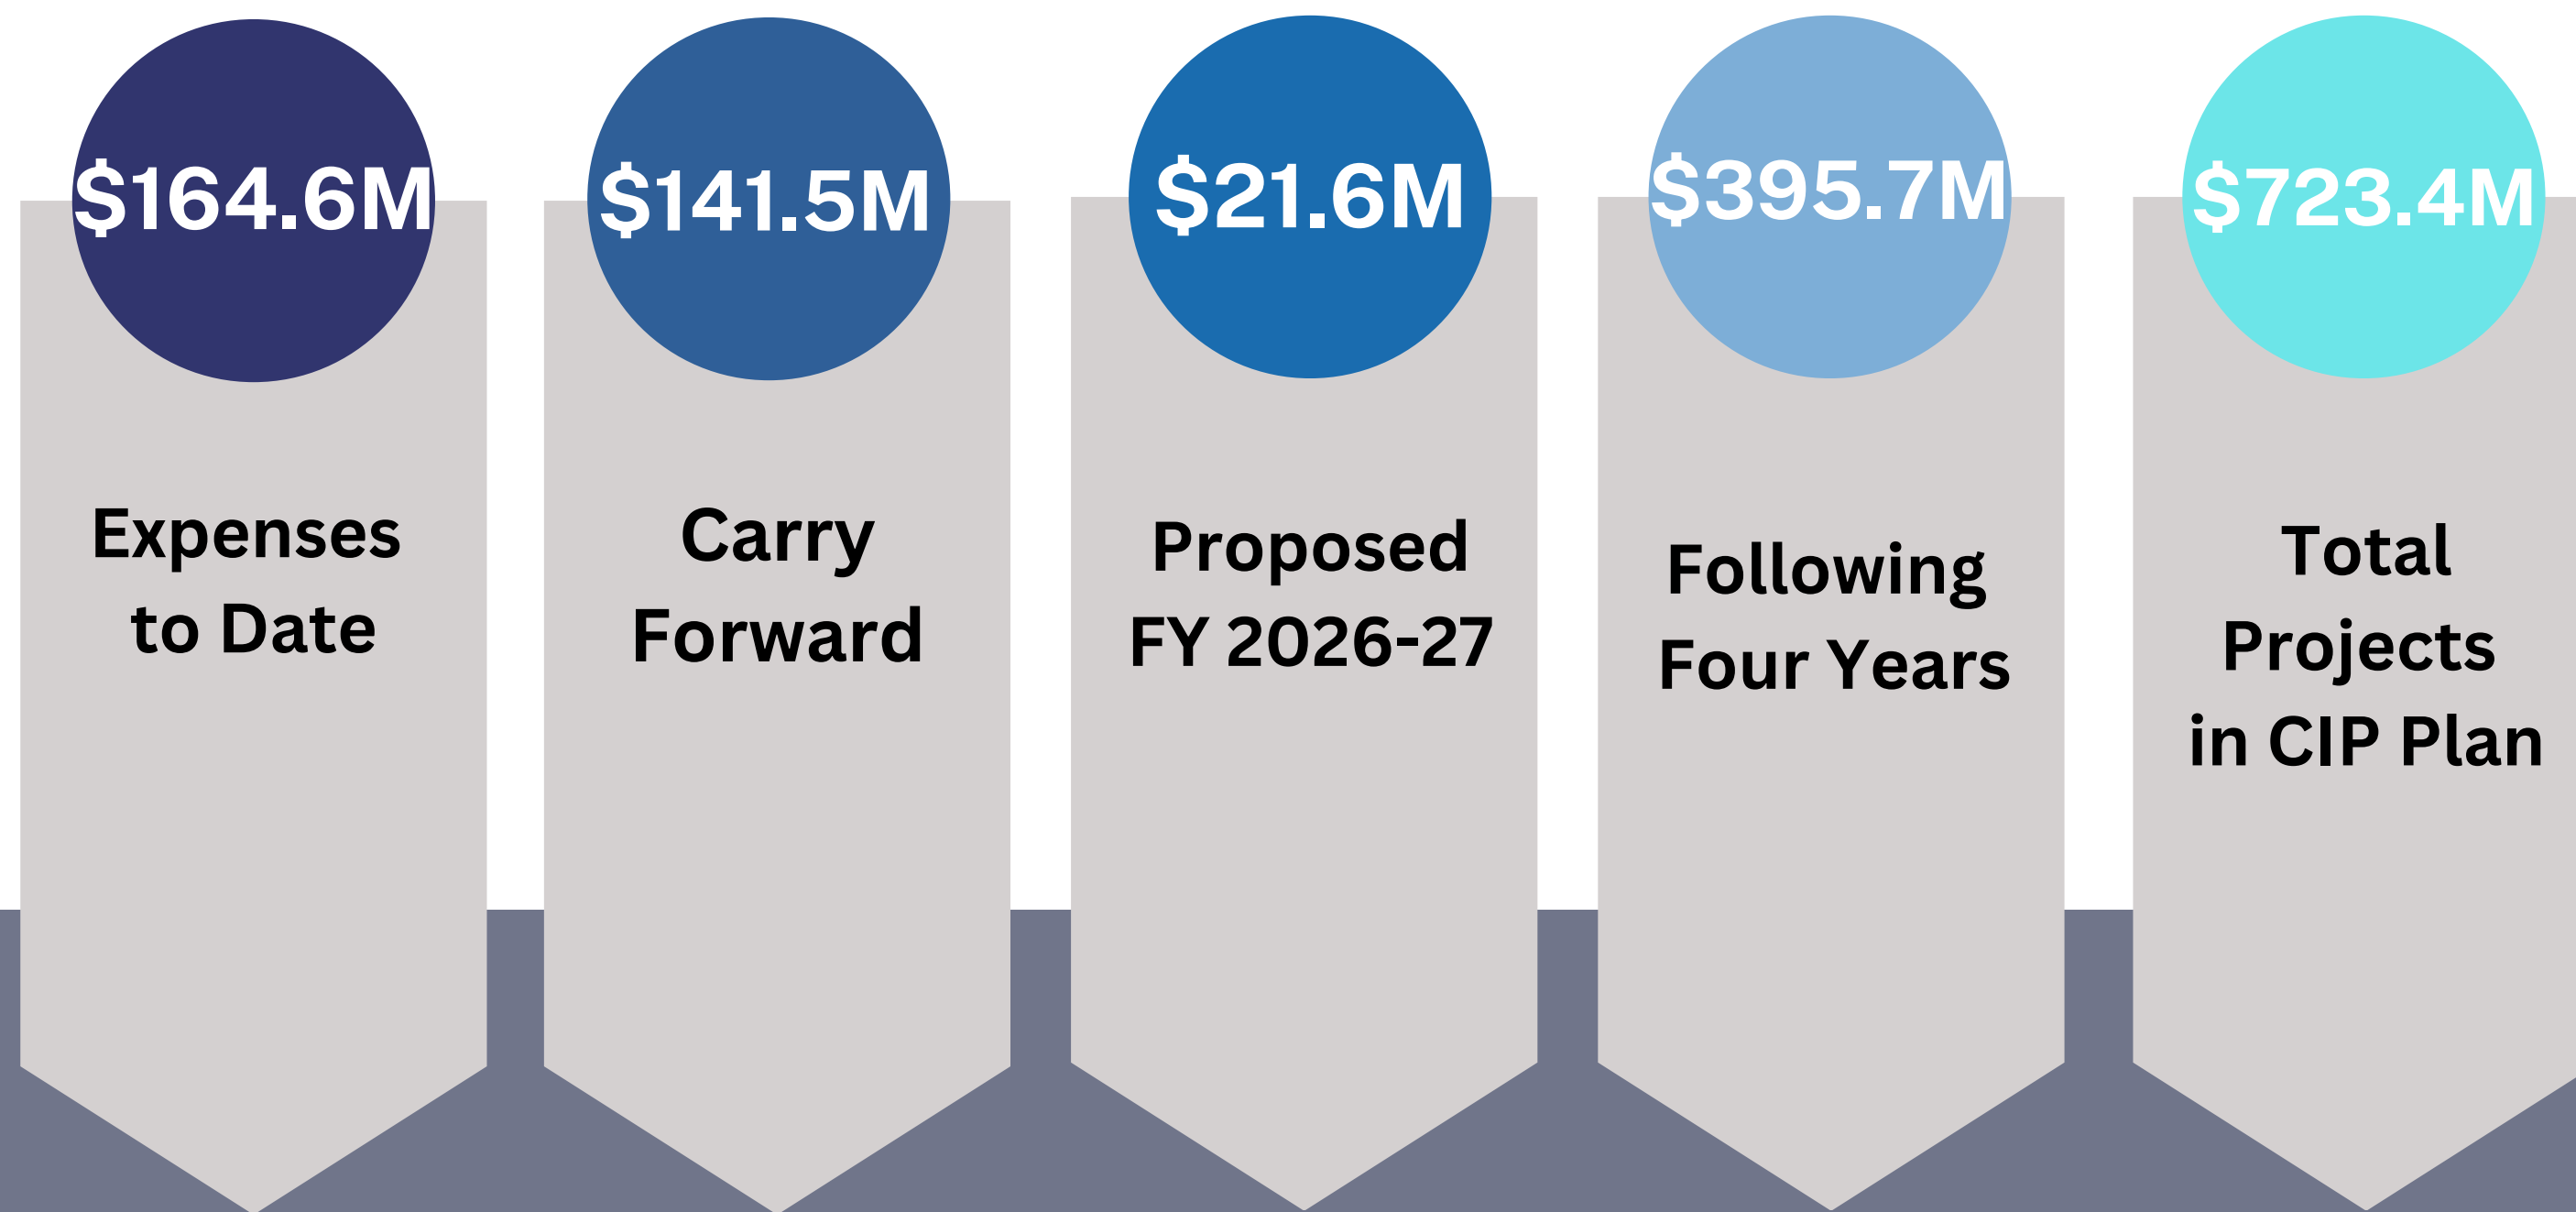 $164.6M
Expenses
to Date
$141.5M
Carry
Forward
$21.6M
Proposed
FY 2026-27
$395.7M
Following
Four Years
$723.4M
Total
Projects
in CIP Plan